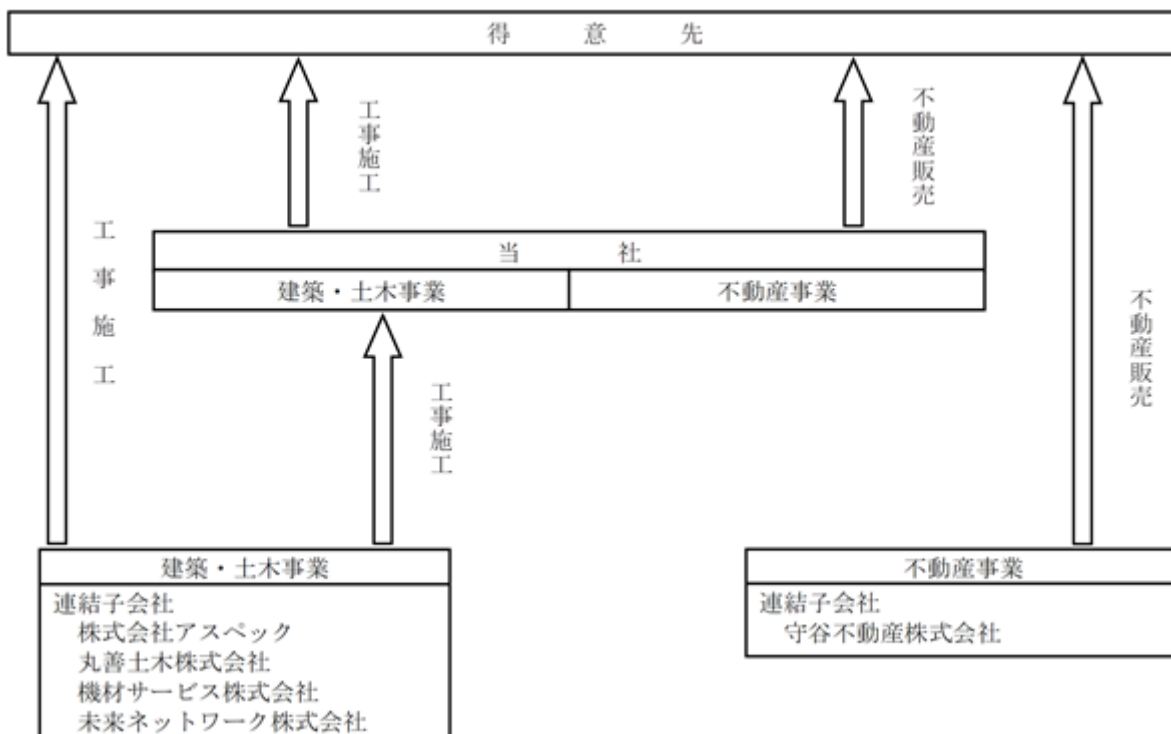 得意先
工事施工
不動産販売
工事施工
当社
建築・土木事業
不動産事業
不動産販売
工事施工
建築・土木事業
連結子会社
株式会社アスペック
丸善土木株式会社
機材サービス株式会社
未来ネットワーク株式会社
不動産事業
連結子会社
守谷不動産株式会社